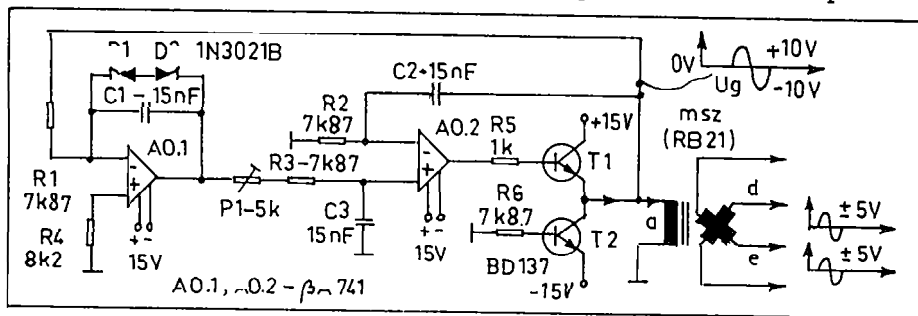 1N3021B
C1-15nF
C2+15nF
0V
+10V
Ug
-10V
R2
7k87
A0.1
A0.2
R5
1k
+15V
msz
(RB21)
T1
R3-7k87
R1
7k87
P1-5k
R6
7k87
d
a
±5V
C3
15nF
R4
8k2
+-
15V
+-
15V
T2
BD137
e
±5V
-15V